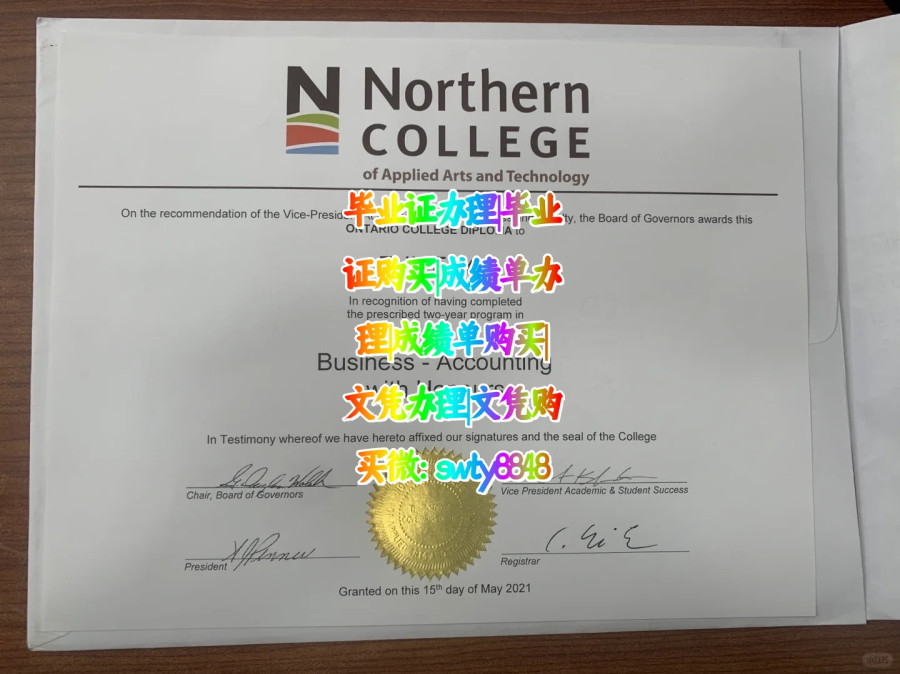 N Northern
COLLEGE
of Applied Arts and Technology
On the recommendation of the Vice-President, the Board of Governors awards this
毕业证办理|毕业
ONTARIO COLLEGE DIPLOMA to
证购买|成绩单办
In recognition of having completed
the prescribed two-year program in
理|成绩单购买|
Business - Accounting
with Honours
文凭办理|文凭购
In Testimony whereof we have hereto affixed our signatures and the seal of the College
买微: swty8848
Chair, Board of Governors
Vice President Academic & Student Success
President
Registrar
Granted on this 15th day of May 2021